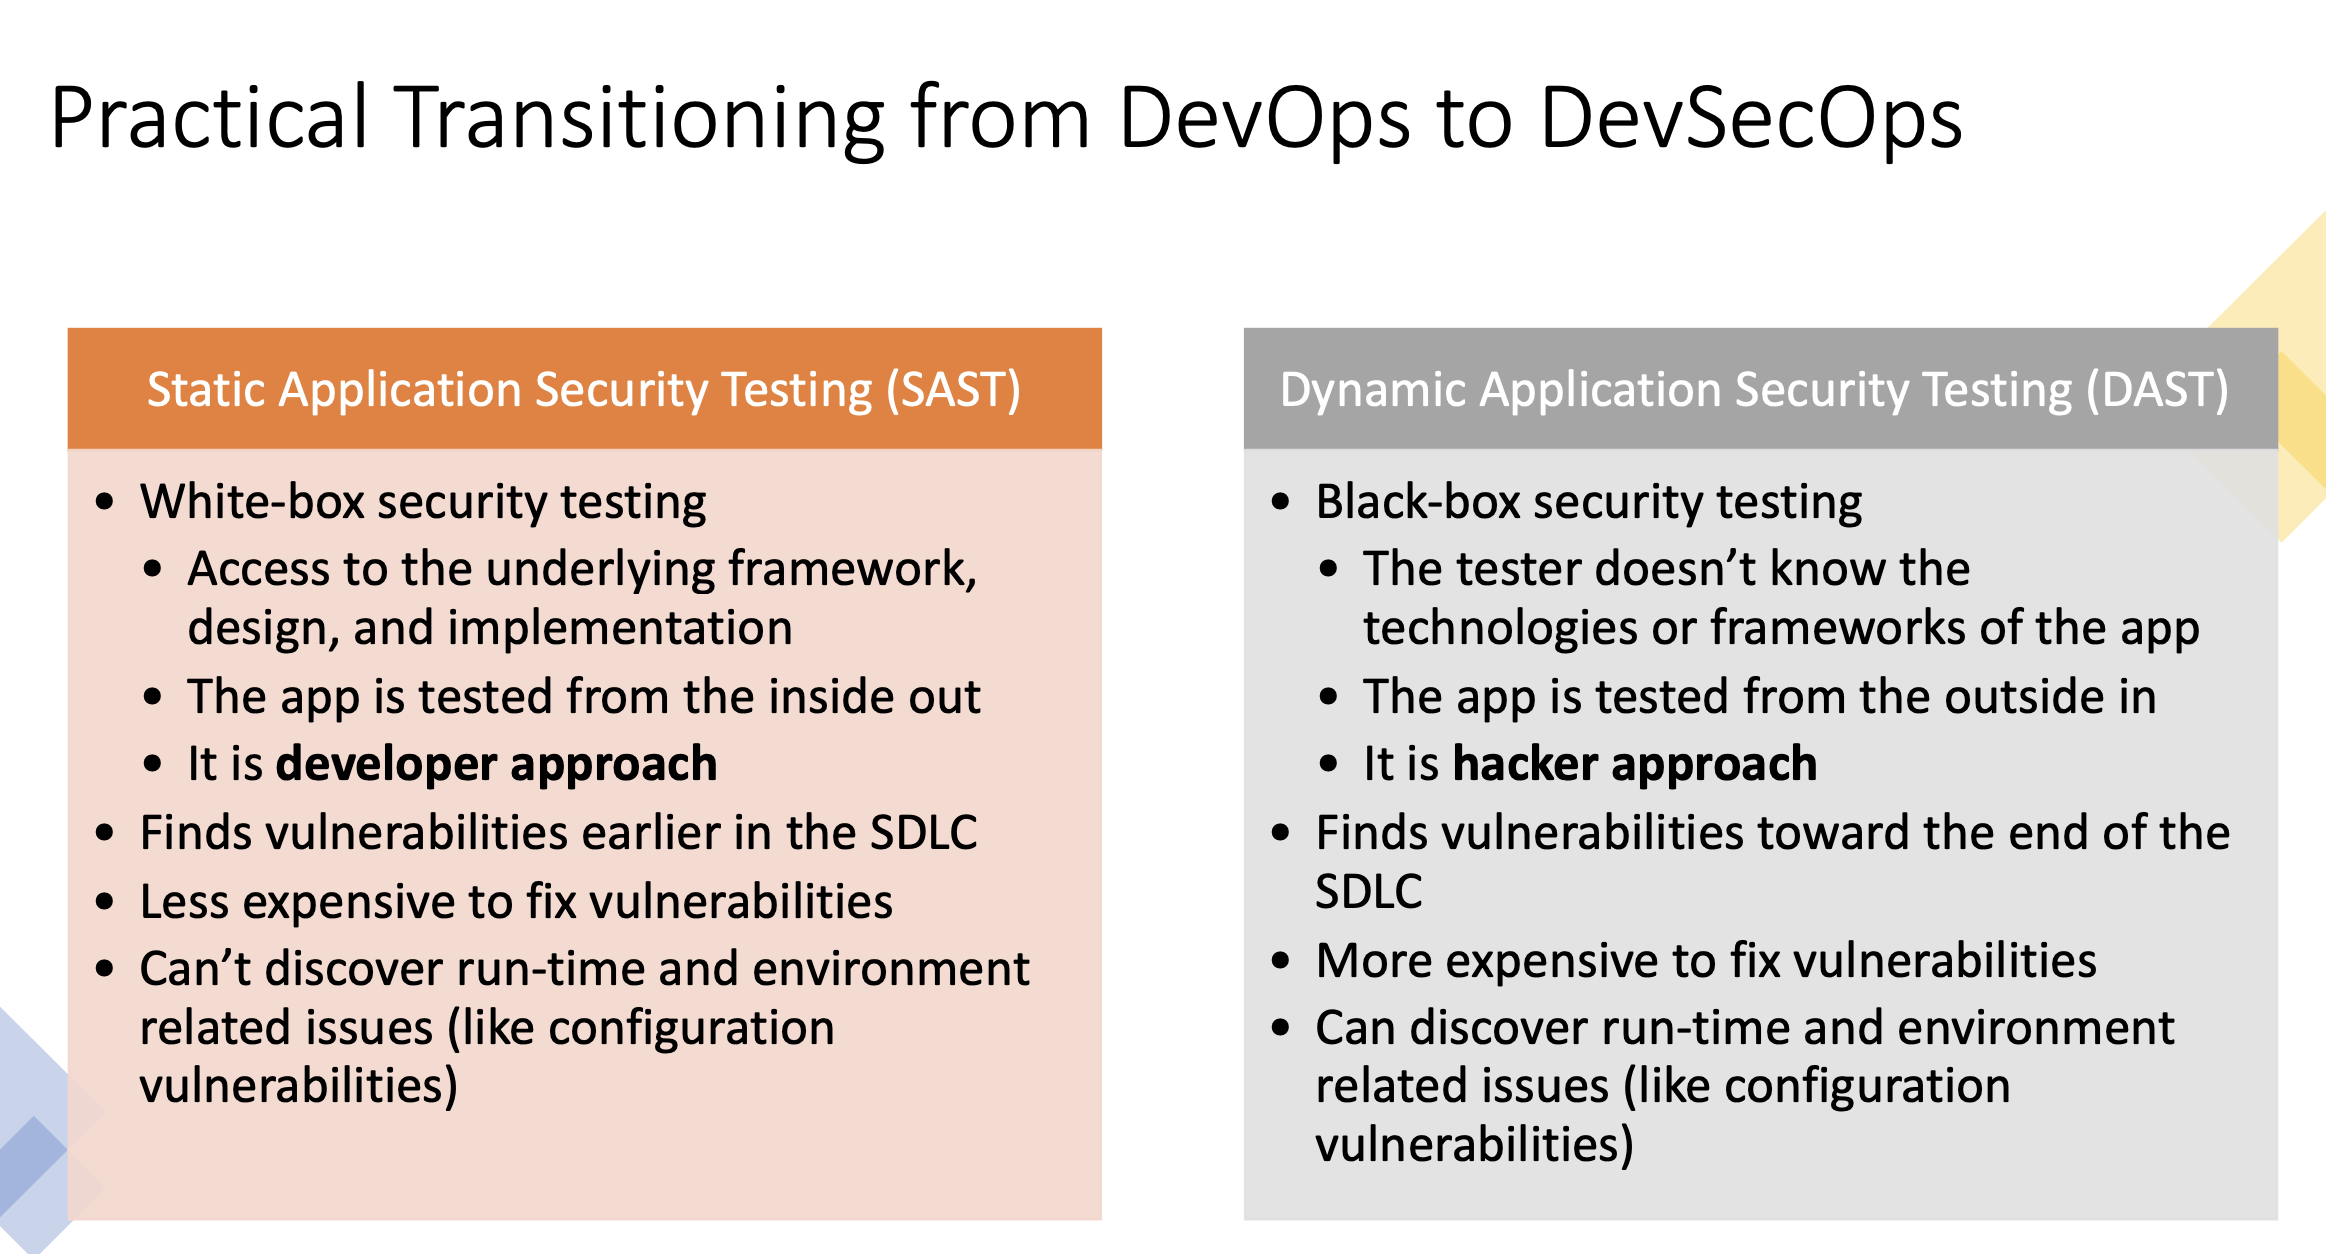 Practical Transitioning from DevOps to DevSecOps
Static Application Security Testing (SAST)
• White-box security testing
• Access to the underlying framework,
design, and implementation
• The app is tested from the inside out
• It is developer approach
• Finds vulnerabilities earlier in the SDLC
• Less expensive to fix vulnerabilities
• Can’t discover run-time and environment
related issues (like configuration
vulnerabilities)
Dynamic Application Security Testing (DAST)
• Black-box security testing
• The tester doesn’t know the
technologies or frameworks of the app
• The app is tested from the outside in
• It is hacker approach
• Finds vulnerabilities toward the end of the
SDLC
• More expensive to fix vulnerabilities
• Can discover run-time and environment
related issues (like configuration
vulnerabilities)